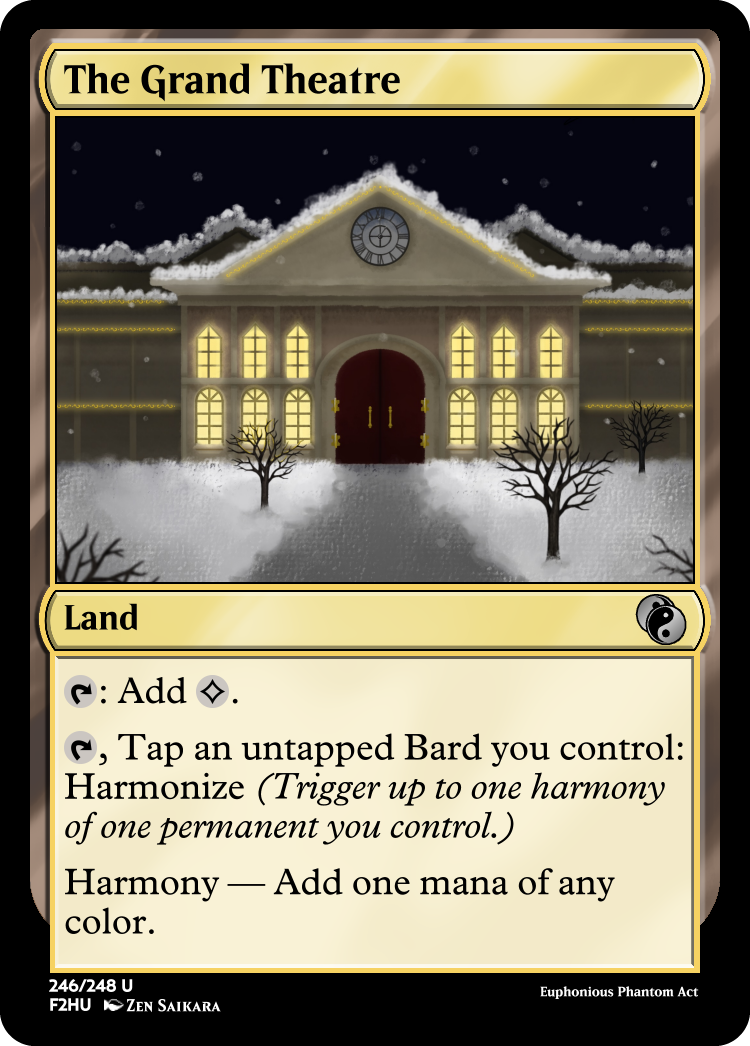 The Grand Theatre
Land
: Add .
, Tap an untapped Bard you control:
Harmonize (Trigger up to one harmony
of one permanent you control.)
Harmony — Add one mana of any
color.
246/248 U
F2HU Zen Saikara
Euphonious Phantom Act